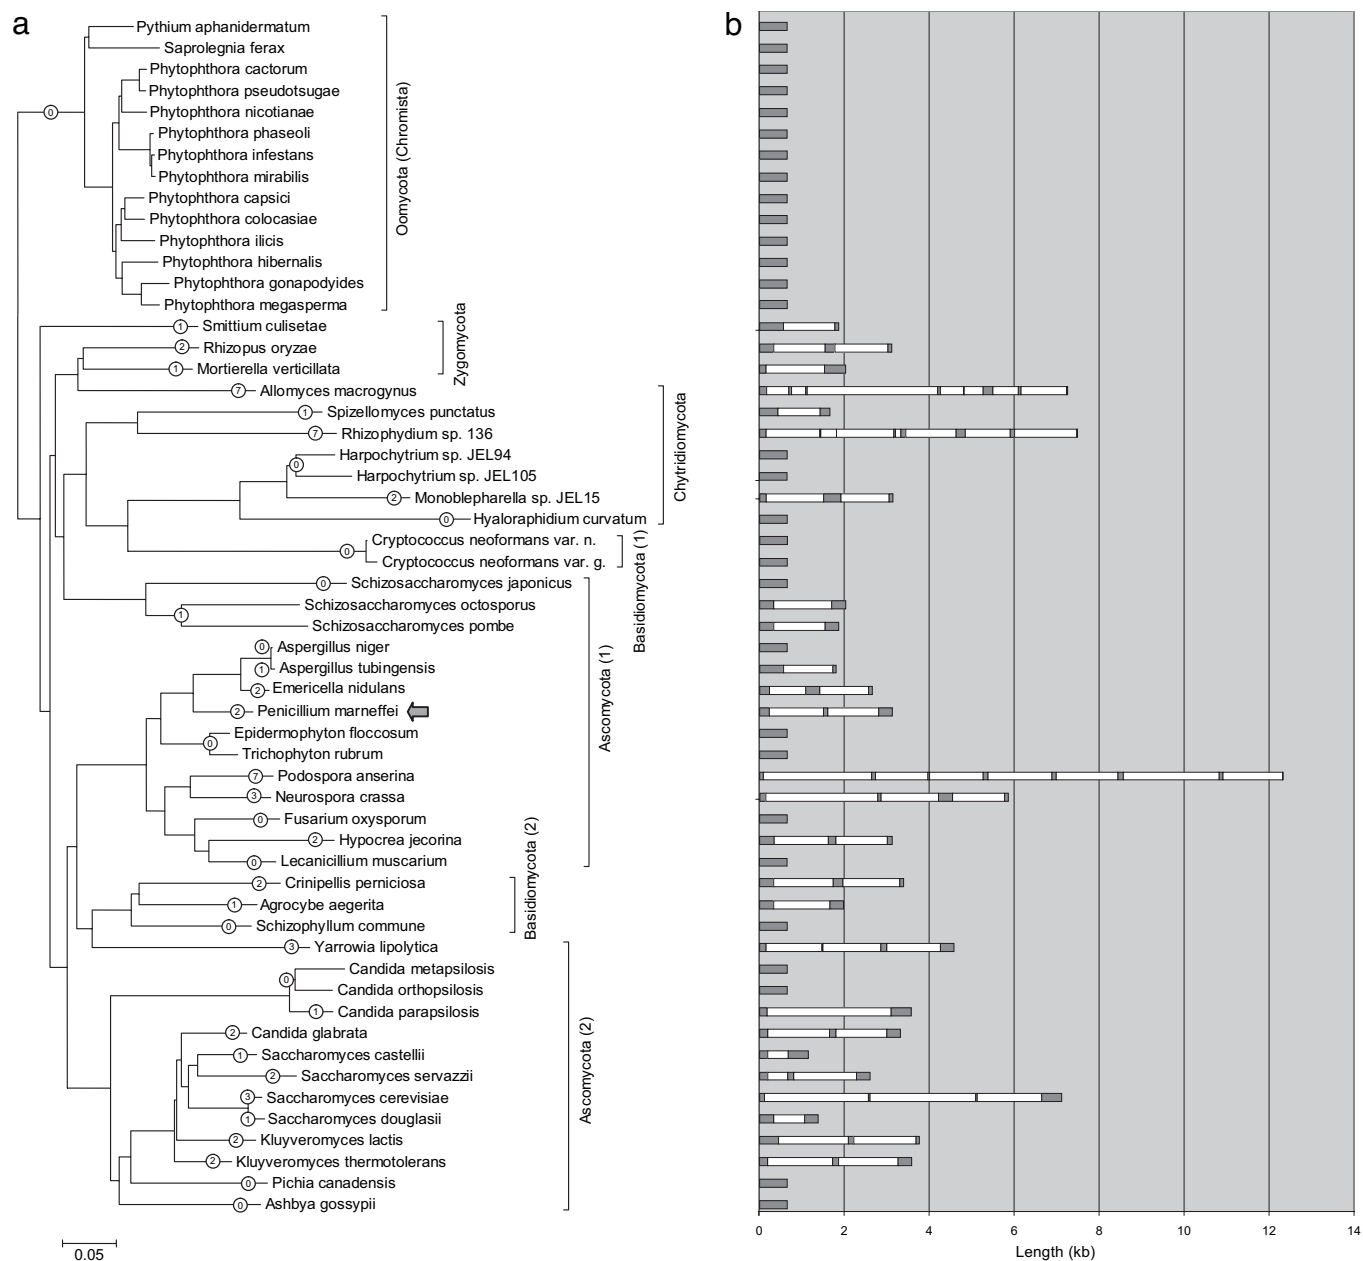 a
b
Pythium aphanidermatum
Saprolegnia ferax
Phytophthora cactorum
Phytophthora pseudotsugae
0
Phytophthora nicotianae
Phytophthora phaseoli
Phytophthora infestans
Phytophthora mirabilis
Phytophthora capsici
Phytophthora colocasiae
Phytophthora ilicis
Phytophthora hibernalis
Phytophthora gonapodyides
Phytophthora megasperma
Oomycota (Chromista)
1 Smittium culisetae
2 Rhizopus oryzae
1 Mortierella verticillata
Zygomycota
7 Allomyces macrogynus
1 Spizellomyces punctatus
7 Rhizophydium sp. 136
Harpochytrium sp. JEL94
0
Harpochytrium sp. JEL105
2 Monoblepharella sp. JEL15
0 Hyaloraphidium curvatum
Chytridiomycota
Cryptococcus neoformans var. n.
0
Cryptococcus neoformans var. g.
Basidiomycota (1)
0 Schizosaccharomyces japonicus
Schizosaccharomyces octosporus
1
Schizosaccharomyces pombe
0 Aspergillus niger
1 Aspergillus tubingensis
2 Emericella nidulans
2 Penicillium marneffei
Epidermophyton floccosum
0
Trichophyton rubrum
7 Podospora anserina
3 Neurospora crassa
0 Fusarium oxysporum
2 Hypocrea jecorina
0 Lecanicillium muscarium
Ascomycota (1)
2 Crinipellis perniciosa
1 Agrocybe aegerita
0 Schizophyllum commune
Basidiomycota (2)
3 Yarrowia lipolytica
Candida metapsilosis
0
Candida orthopsilosis
1 Candida parapsilosis
2 Candida glabrata
1 Saccharomyces castellii
2 Saccharomyces servazzii
3 Saccharomyces cerevisiae
1 Saccharomyces douglasii
2 Kluyveromyces lactis
2 Kluyveromyces thermotolerans
0 Pichia canadensis
0 Ashbya gossypii
Ascomycota (2)
0.05
0 2 4 6 8 10 12 14
Length (kb)